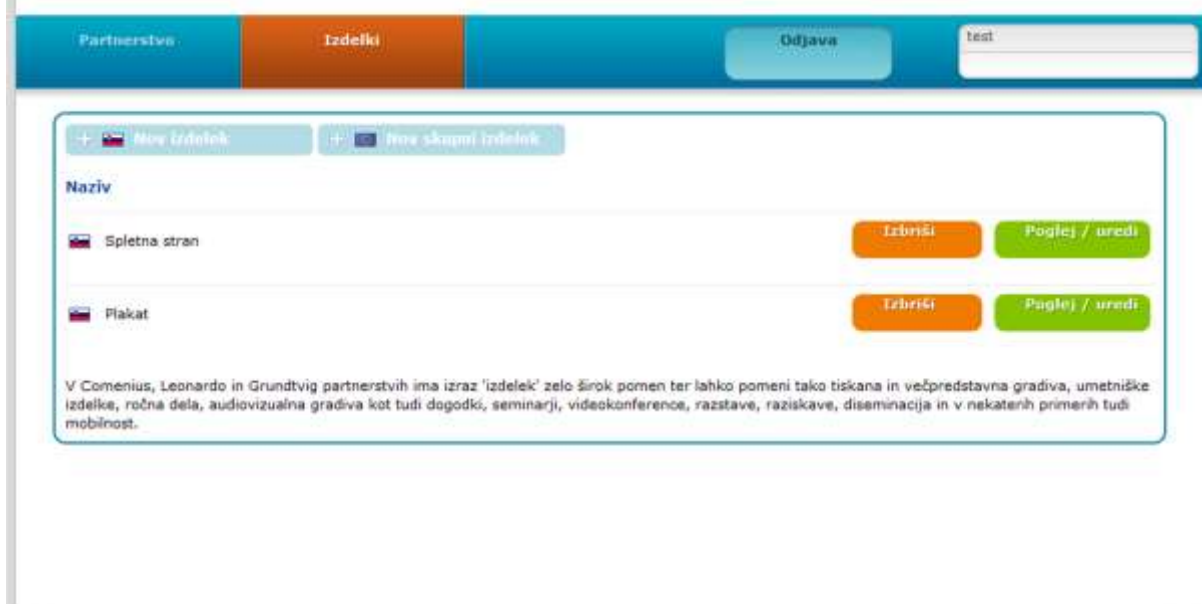 Partnerstvo
Izdelki
Odjava
test
+ Nov izdelek
+ Nov skupni izdelek
Naziv
Spletna stran
Izbriši
Poglej / uredi
Plakat
Izbriši
Poglej / uredi
V Comenius, Leonardo in Grundtvig partnerstvih ima izraz 'izdelek' zelo širok pomen ter lahko pomeni tako tiskana in večpredstavna gradiva, umetniške
izdelke, ročna dela, audiovizualna gradiva kot tudi dogodki, seminarji, videokonference, razstave, raziskave, diseminacija in v nekaterih primerih tudi
mobilnost.